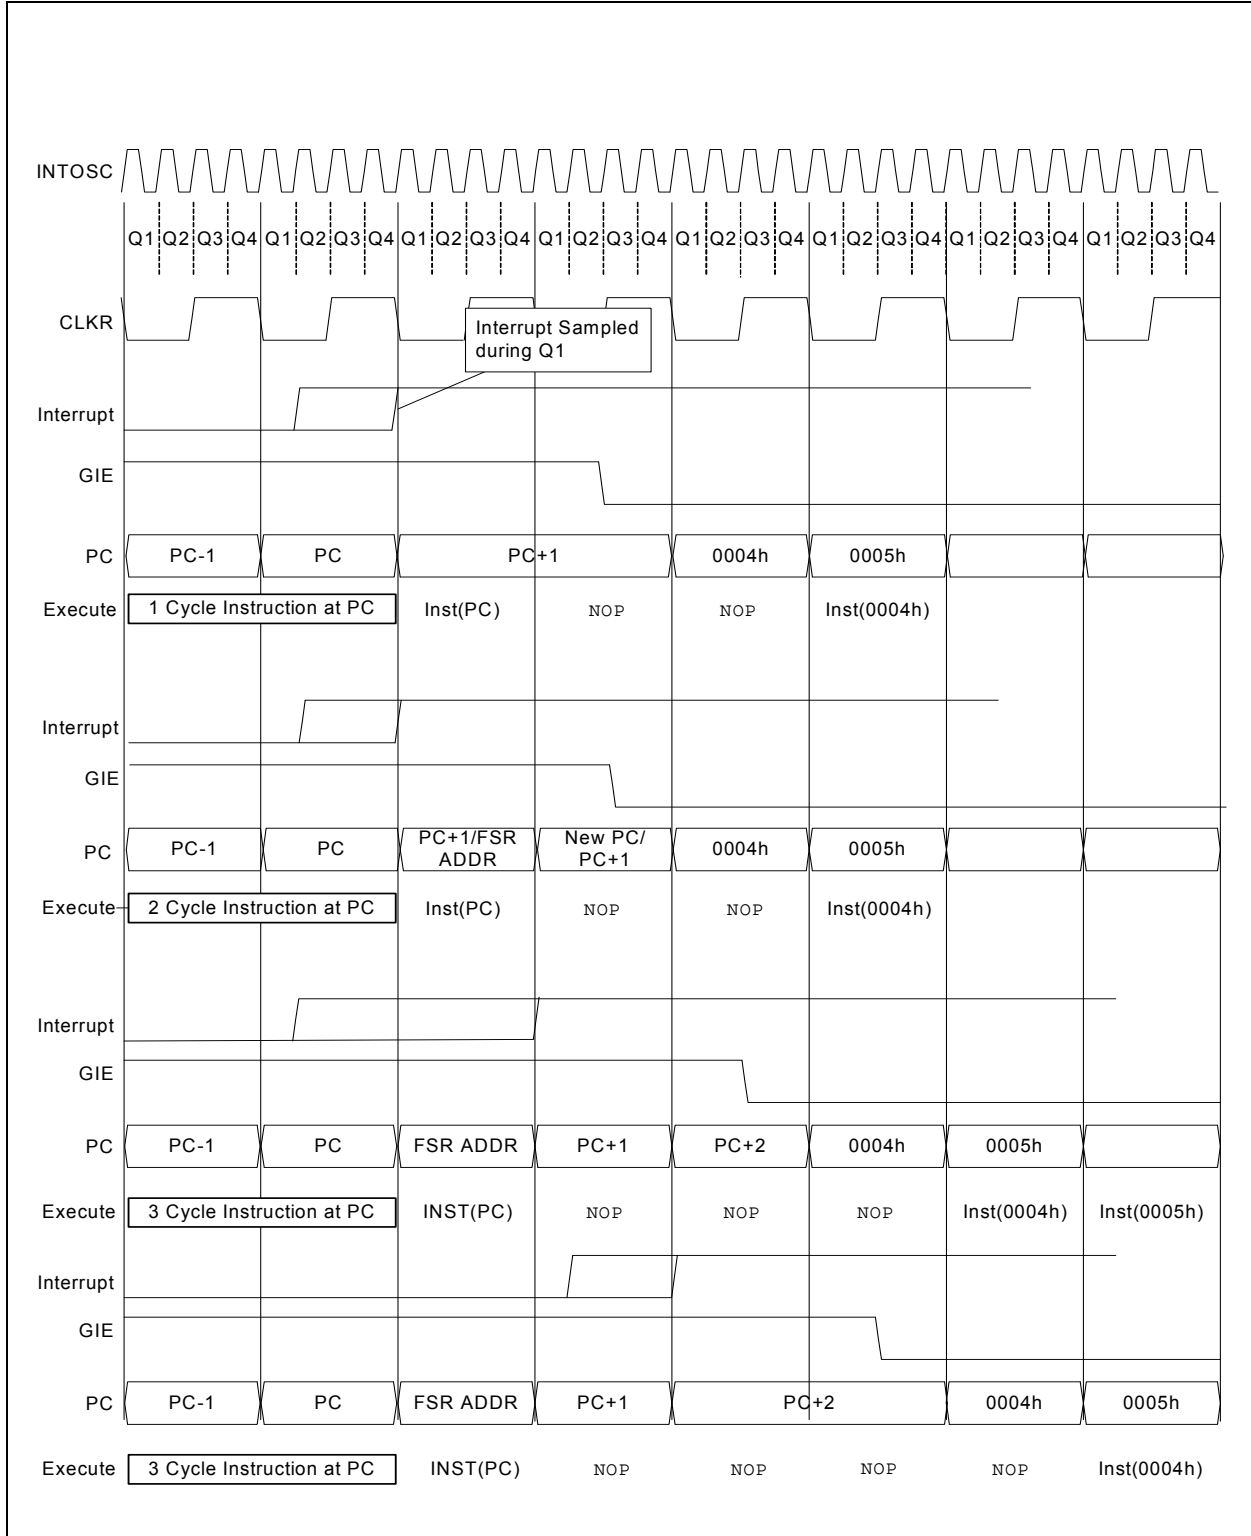 INTOSC
Q1 Q2 Q3 Q4 Q1 Q2 Q3 Q4 Q1 Q2 Q3 Q4 Q1 Q2 Q3 Q4 Q1 Q2 Q3 Q4 Q1 Q2 Q3 Q4 Q1 Q2 Q3 Q4 Q1 Q2 Q3 Q4
CLKR
Interrupt Sampled
during Q1
Interrupt
GIE
PC PC-1 PC PC+1 0004h 0005h
Execute 1 Cycle Instruction at PC Inst(PC) NOP NOP Inst(0004h)
Interrupt
GIE
PC PC-1 PC PC+1/FSR ADDR New PC/ PC+1 0004h 0005h
Execute 2 Cycle Instruction at PC Inst(PC) NOP NOP Inst(0004h)
Interrupt
GIE
PC PC-1 PC FSR ADDR PC+1 PC+2 0004h 0005h
Execute 3 Cycle Instruction at PC INST(PC) NOP NOP NOP Inst(0004h) Inst(0005h)
Interrupt
GIE
PC PC-1 PC FSR ADDR PC+1 PC+2 0004h 0005h
Execute 3 Cycle Instruction at PC INST(PC) NOP NOP NOP NOP Inst(0004h)